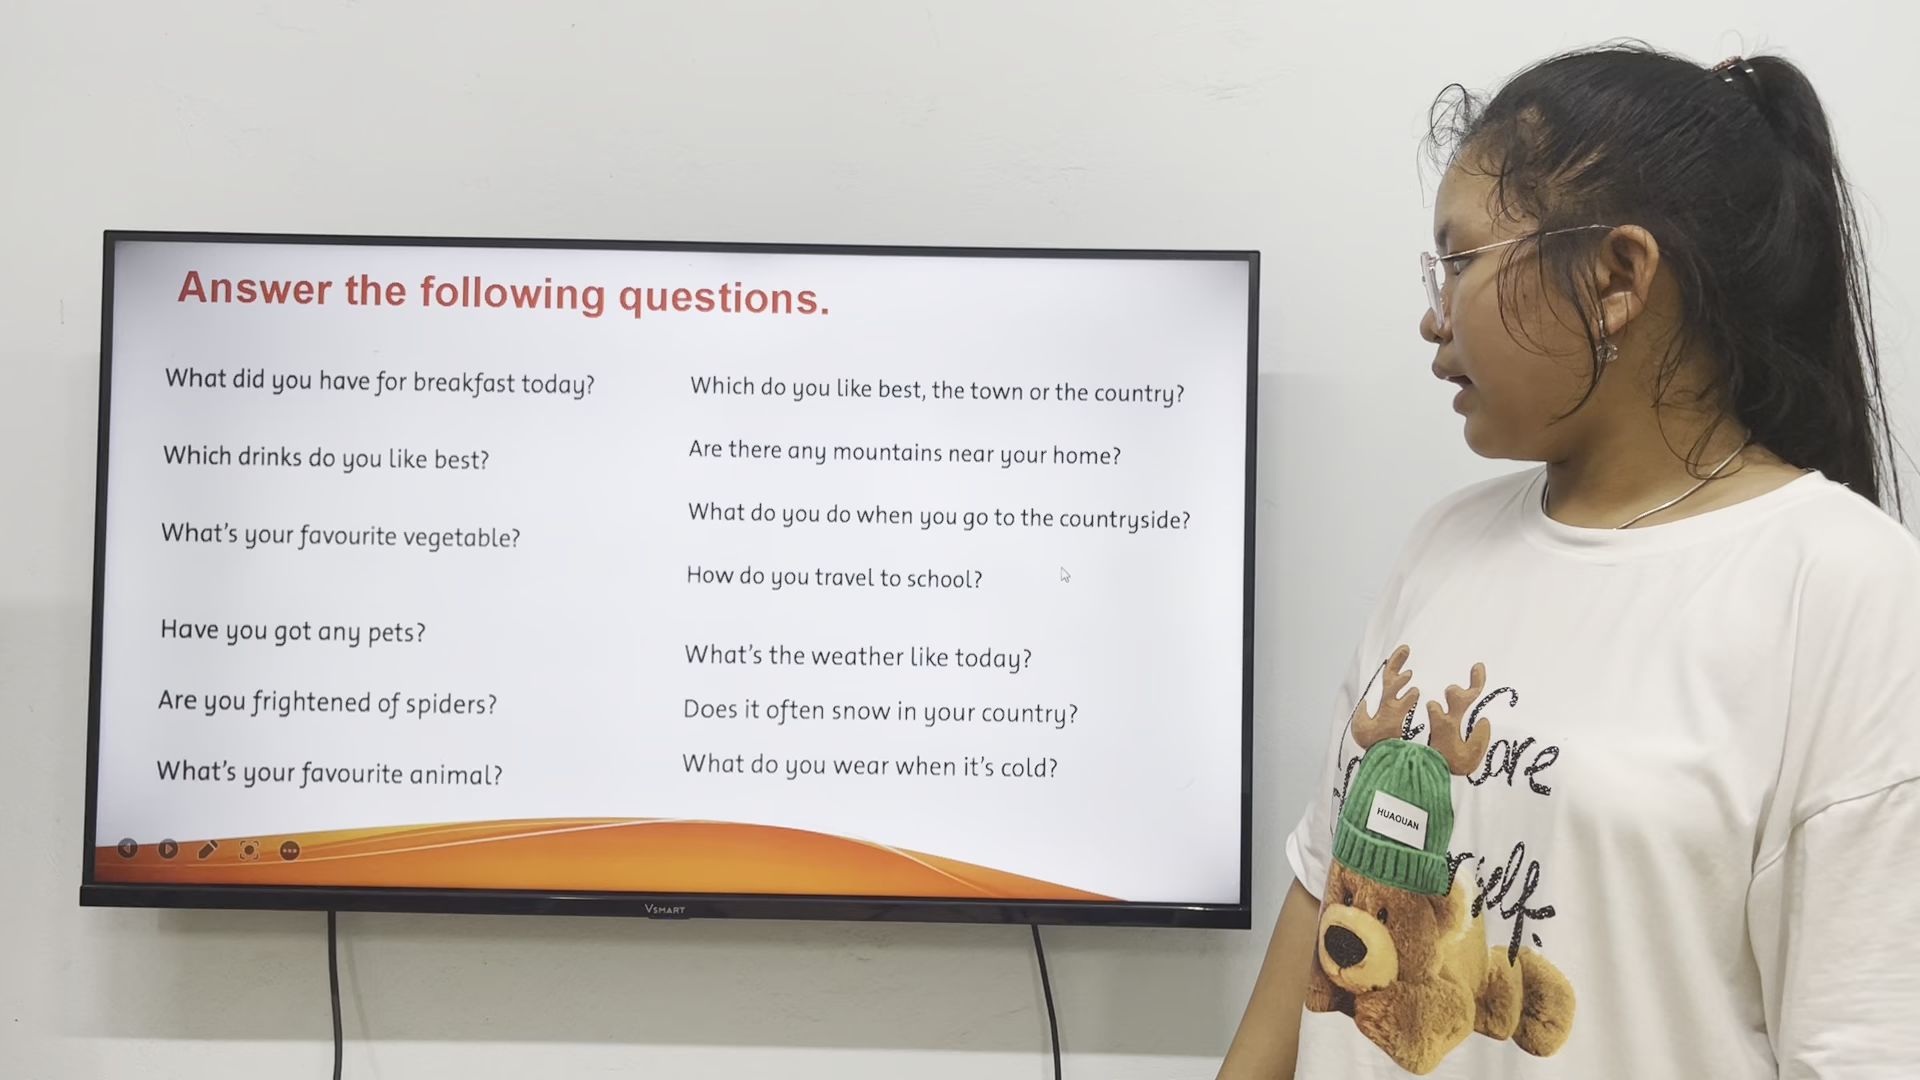 Answer the following questions.
What did you have for breakfast today?
Which drinks do you like best?
What's your favourite vegetable?
Have you got any pets?
Are you frightened of spiders?
What's your favourite animal?
Which do you like best, the town or the country?
Are there any mountains near your home?
What do you do when you go to the countryside?
How do you travel to school?
What's the weather like today?
Does it often snow in your country?
What do you wear when it's cold?
VSMART
Care
HUAOUAN